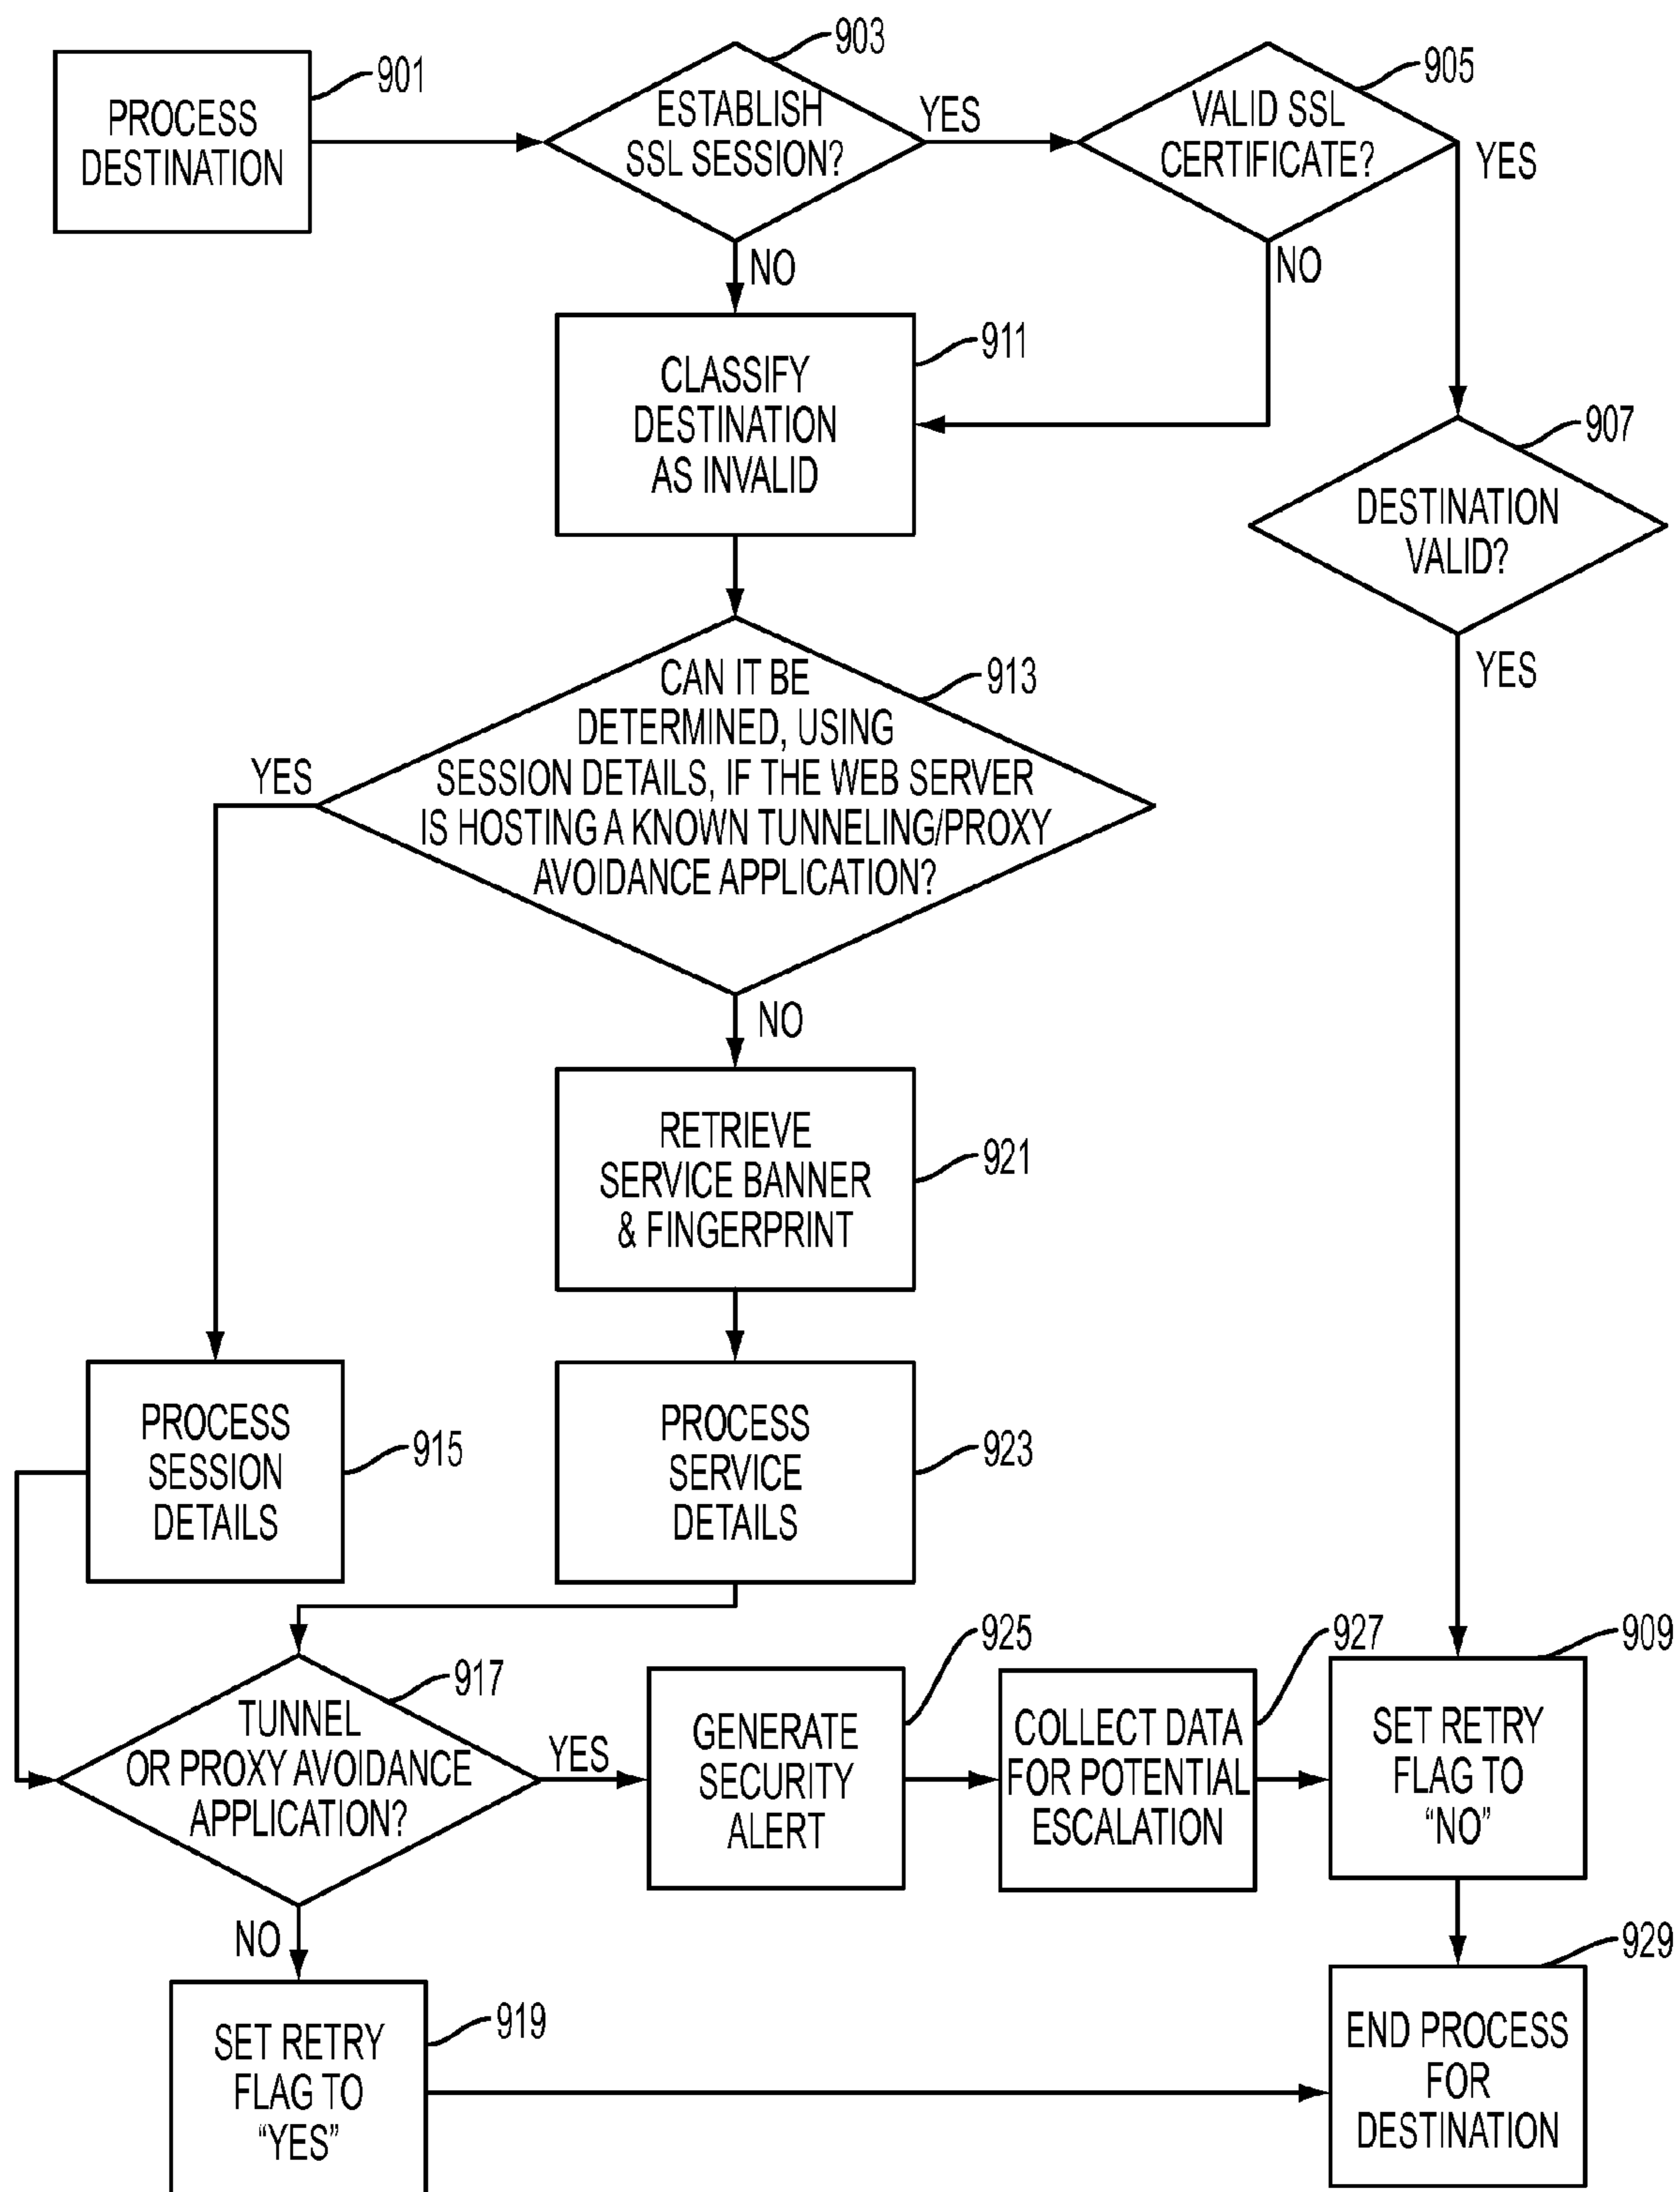 901
PROCESS
DESTINATION
903
ESTABLISH
SSL SESSION?
YES
NO
905
VALID SSL
CERTIFICATE?
YES
NO
911
CLASSIFY
DESTINATION
AS INVALID
907
DESTINATION
VALID?
YES
913
CAN IT BE
DETERMINED, USING
SESSION DETAILS, IF THE WEB SERVER
IS HOSTING A KNOWN TUNNELING/PROXY
AVOIDANCE APPLICATION?
YES
NO
921
RETRIEVE
SERVICE BANNER
& FINGERPRINT
915
PROCESS
SESSION
DETAILS
923
PROCESS
SERVICE
DETAILS
917
TUNNEL
OR PROXY AVOIDANCE
APPLICATION?
YES
NO
925
GENERATE
SECURITY
ALERT
927
COLLECT DATA
FOR POTENTIAL
ESCALATION
909
SET RETRY
FLAG TO
“NO”
919
SET RETRY
FLAG TO
“YES”
929
END PROCESS
FOR
DESTINATION